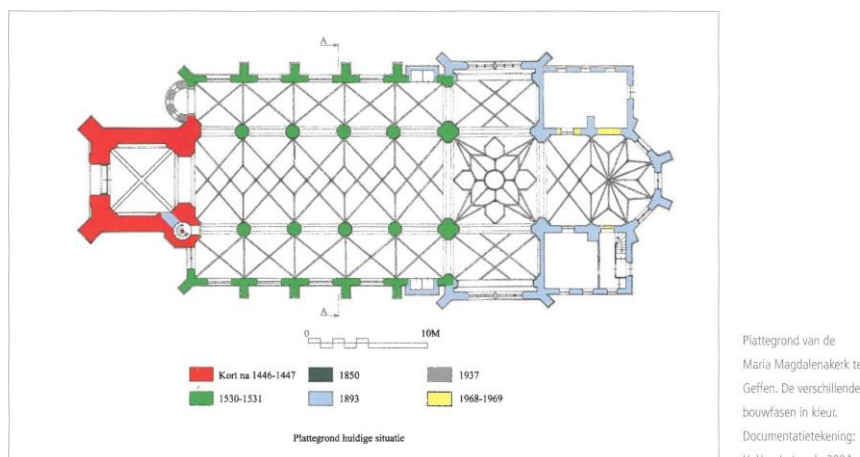 A
A
0
10M
Kort na 1446-1447
1850
1937
1530-1531
1893
1968-1969
Plattegrond huidige situatie
Plattegrond van de
Maria Magdalenakerk te
Geffen. De verschillende
bouwfasen in kleur.
Documentatietekening: